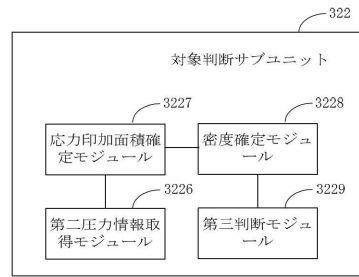 322
対象判断サブユニット
3227
3228
応力印加面積確
定モジュール
密度確定モジュ
ール
3226
3229
第二圧力情報取
得モジュール
第三判断モジュ
ール